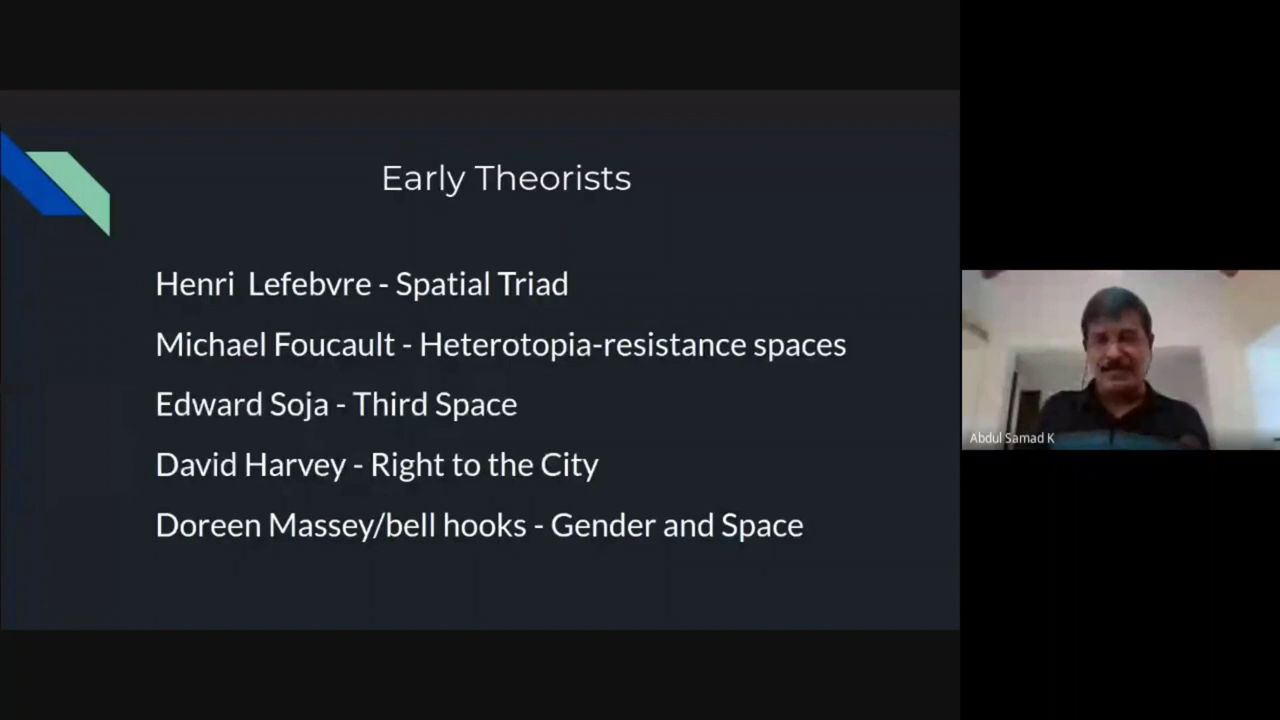 Early Theorists
Henri Lefebvre - Spatial Triad
Michael Foucault - Heterotopia-resistance spaces
Edward Soja - Third Space
David Harvey - Right to the City
Doreen Massey/bell hooks - Gender and Space
Abdul Samad K